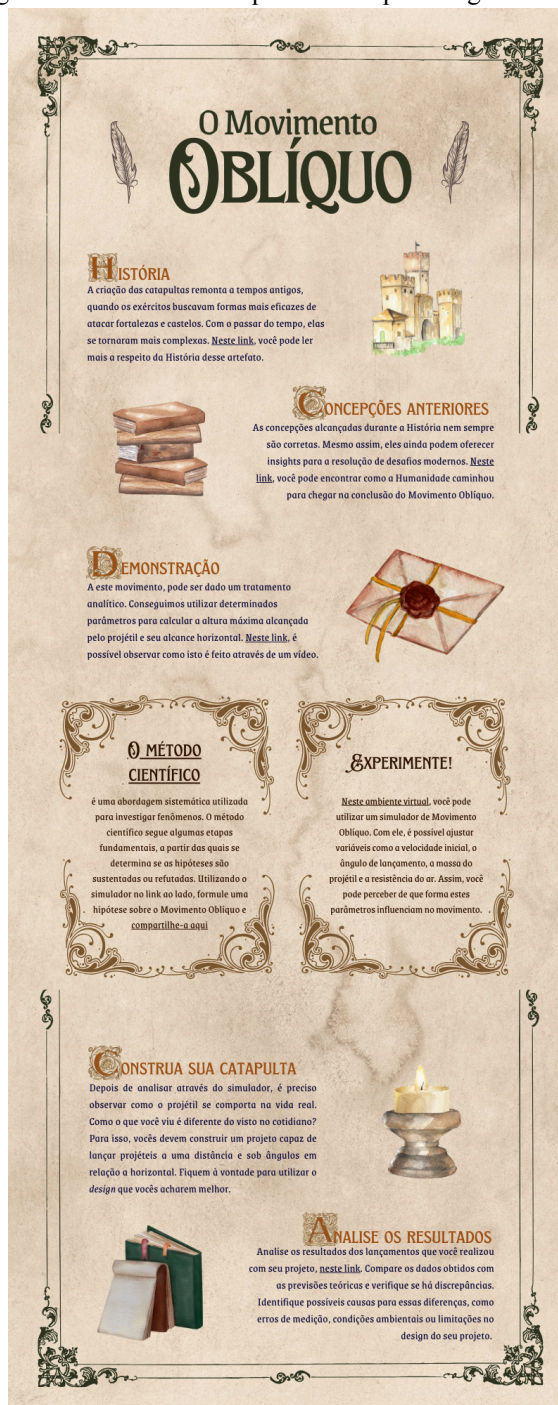 O Movimento
OBLÍQUO
HISTÓRIA
A criação das catapultas remonta a tempos antigos,
quando os exércitos buscavam formas mais eficazes de
atacar fortalezas e castelos. Com o passar do tempo, elas
se tornaram mais complexas. Neste link, você pode ler
mais a respeito da História desse artefato.
CONCEPÇÕES ANTERIORES
As concepções alcançadas durante a História nem sempre
são corretas. Mesmo assim, eles ainda podem oferecer
insights para a resolução de desafios modernos. Neste
link, você pode encontrar como a Humanidade caminhou
para chegar na conclusão do Movimento Oblíquo.
DEMONSTRAÇÃO
A este movimento, pode ser dado um tratamento
analítico. Conseguimos utilizar determinados
parâmetros para calcular a altura máxima alcançada
pelo projétil e seu alcance horizontal. Neste link, é
possível observar como isto é feito através de um vídeo.
O MÉTODO
CIENTÍFICO
é uma abordagem sistemática utilizada
para investigar fenômenos. O método
científico segue algumas etapas
fundamentais, a partir das quais se
determina se as hipóteses são
sustentadas ou refutadas. Utilizando o
simulador no link ao lado, formule uma
hipótese sobre o Movimento Oblíquo e
compartilhe-a aqui
EXPERIMENTE!
Neste ambiente virtual, você pode
utilizar um simulador de Movimento
Oblíquo. Com ele, é possível ajustar
variáveis como a velocidade inicial, o
ângulo de lançamento, a massa do
projétil e a resistência do ar. Assim, você
pode perceber de que forma estes
parâmetros influenciam no movimento.
CONSTRUA SUA CATAPULTA
Depois de analisar através do simulador, é preciso
observar como o projétil se comporta na vida real.
Como o que você viu é diferente do visto no cotidiano?
Para isso, vocês devem construir um projeto capaz de
lançar projéteis a uma distância e sob ângulos em
relação a horizontal. Fiquem à vontade para utilizar o
design que vocês acharem melhor.
ANALISE OS RESULTADOS
Analise os resultados dos lançamentos que você realizou
com seu projeto, neste link. Compare os dados obtidos com
as previsões teóricas e verifique se há discrepâncias.
Identifique possíveis causas para essas diferenças, como
erros de medição, condições ambientais ou limitações no
design do seu projeto.